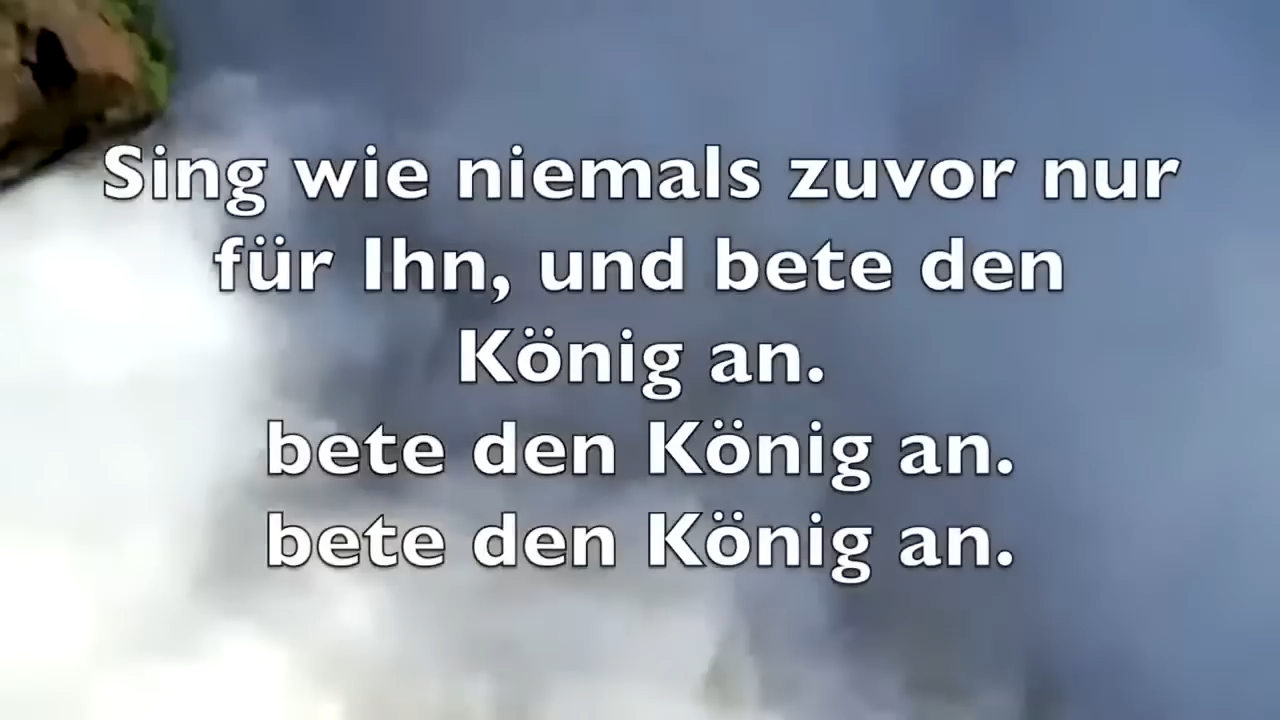 Sing wie niemals zuvor nur
für Ihn, und bete den
König an.
bete den König an.
bete den König an.